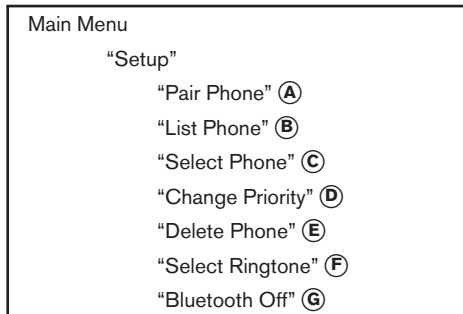 Main Menu
“Setup”
“Pair Phone” Ⓐ
“List Phone” Ⓑ
“Select Phone” Ⓒ
“Change Priority” Ⓓ
“Delete Phone” Ⓔ
“Select Ringtone” Ⓕ
“Bluetooth Off” Ⓖ